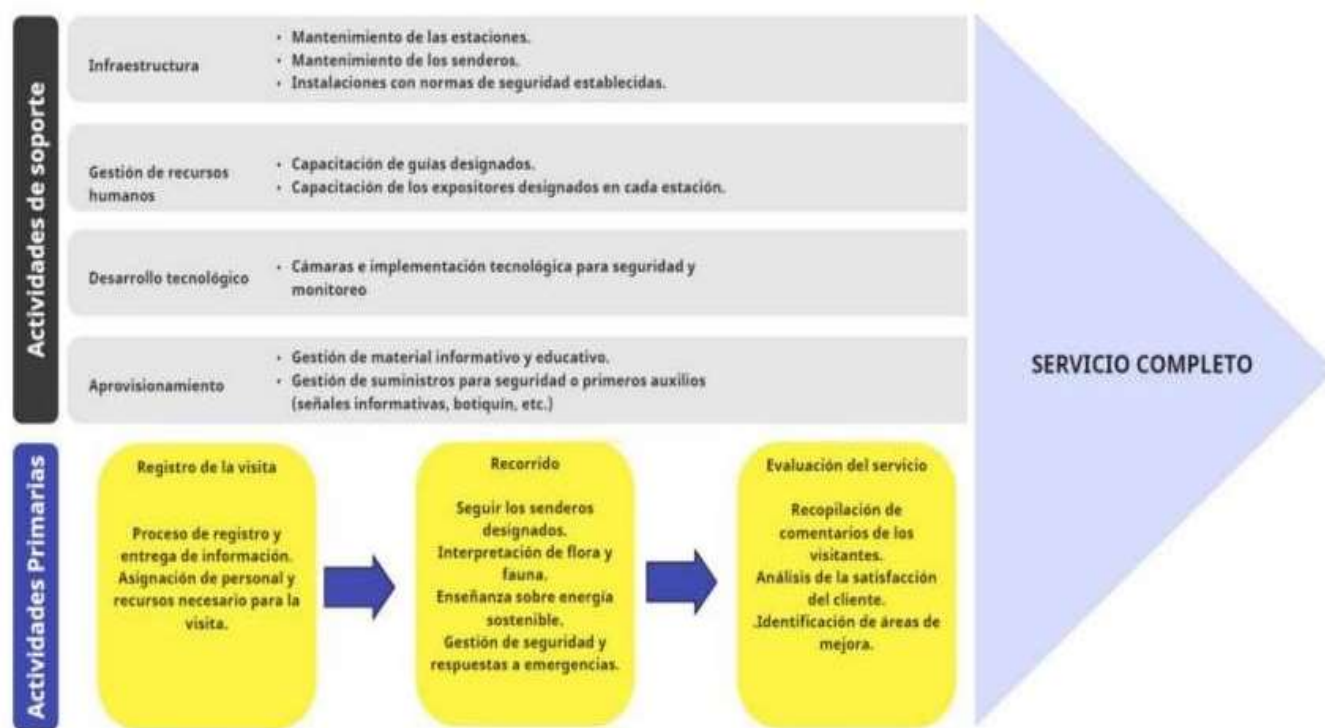 Actividades de soporte
Infraestructura
• Mantenimiento de las estaciones.
• Mantenimiento de los senderos.
• Instalaciones con normas de seguridad establecidas.
Gestión de recursos
humanos
• Capacitación de guías designados.
• Capacitación de los expositores designados en cada estación.
Desarrollo tecnológico
• Cámaras e implementación tecnológica para seguridad y
monitoreo
Aprovisionamiento
• Gestión de material informativo y educativo.
• Gestión de suministros para seguridad o primeros auxilios
(señales informativas, botiquín, etc.)
SERVICIO COMPLETO
Actividades Primarias
Registro de la visita
Proceso de registro y
entrega de información.
Asignación de personal y
recursos necesario para la
visita.
Recorrido
Seguir los senderos
designados.
Interpretación de flora y
fauna.
Enseñanza sobre energía
sostenible.
Gestión de seguridad y
respuestas a emergencias.
Evaluación del servicio
Recopilación de
comentarios de los
visitantes.
Análisis de la satisfacción
del cliente.
.Identificación de áreas de
mejora.